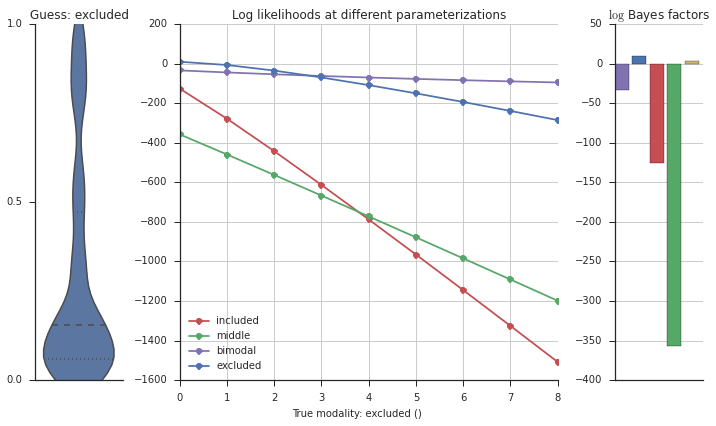 Guess: excluded
1.0
0.5
0.0
Log likelihoods at different parameterizations
200
0
−200
−400
−600
−800
−1000
−1200
−1400
−1600
included
middle
bimodal
excluded
0 1 2 3 4 5 6 7 8
True modality: excluded ()
log Bayes factors
50
0
−50
−100
−150
−200
−250
−300
−350
−400